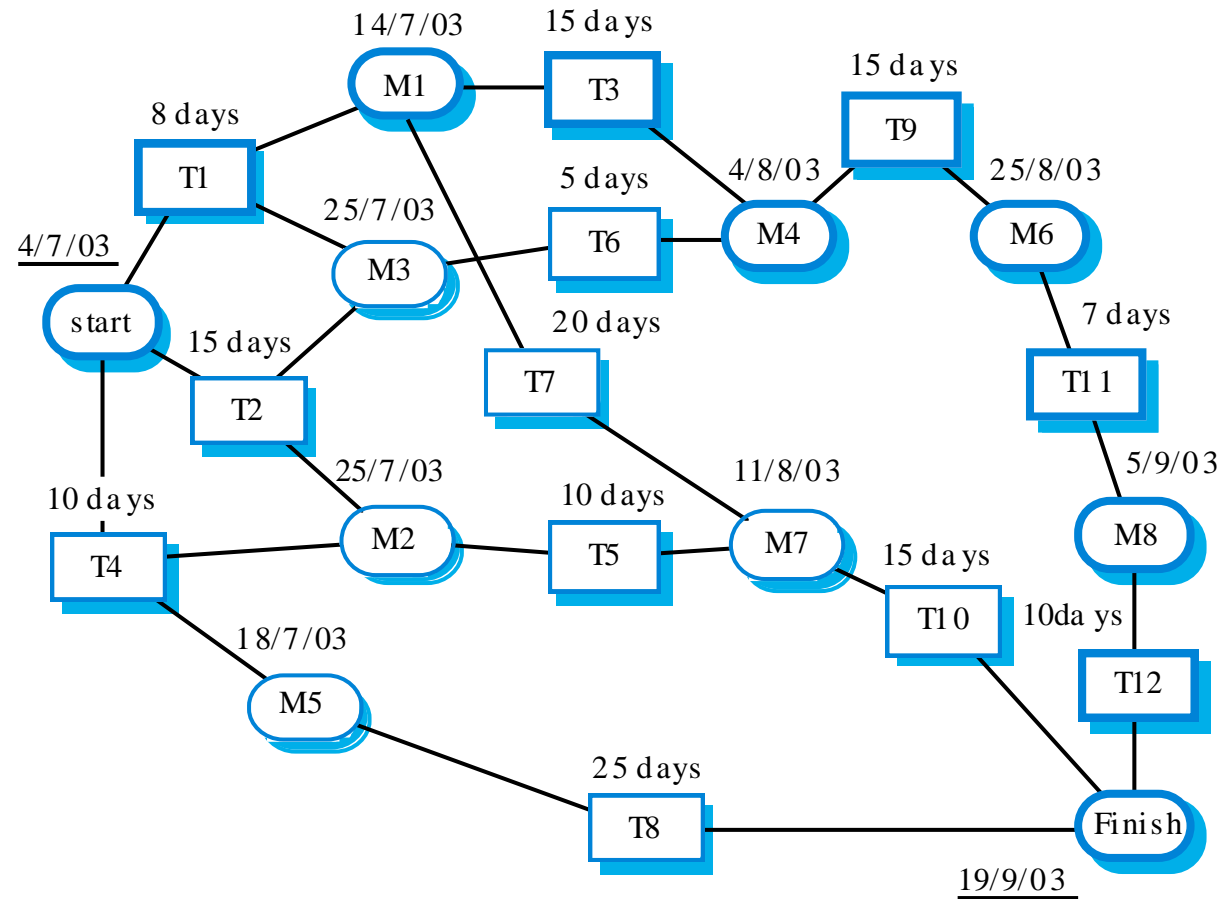 14/7/03
15 days
M1
T3
15 days
8 days
T9
T1
5 days
4/8/03
25/8/03
25/7/03
T6
M4
M6
4/7/03
M3
start
15 days
20 days
7 days
T7
T11
T2
25/7/03
11/8/03
5/9/03
10 days
10 days
M2
M7
M8
T4
T5
15 days
T10
10days
18/7/03
T12
M5
25 days
T8
Finish
19/9/03